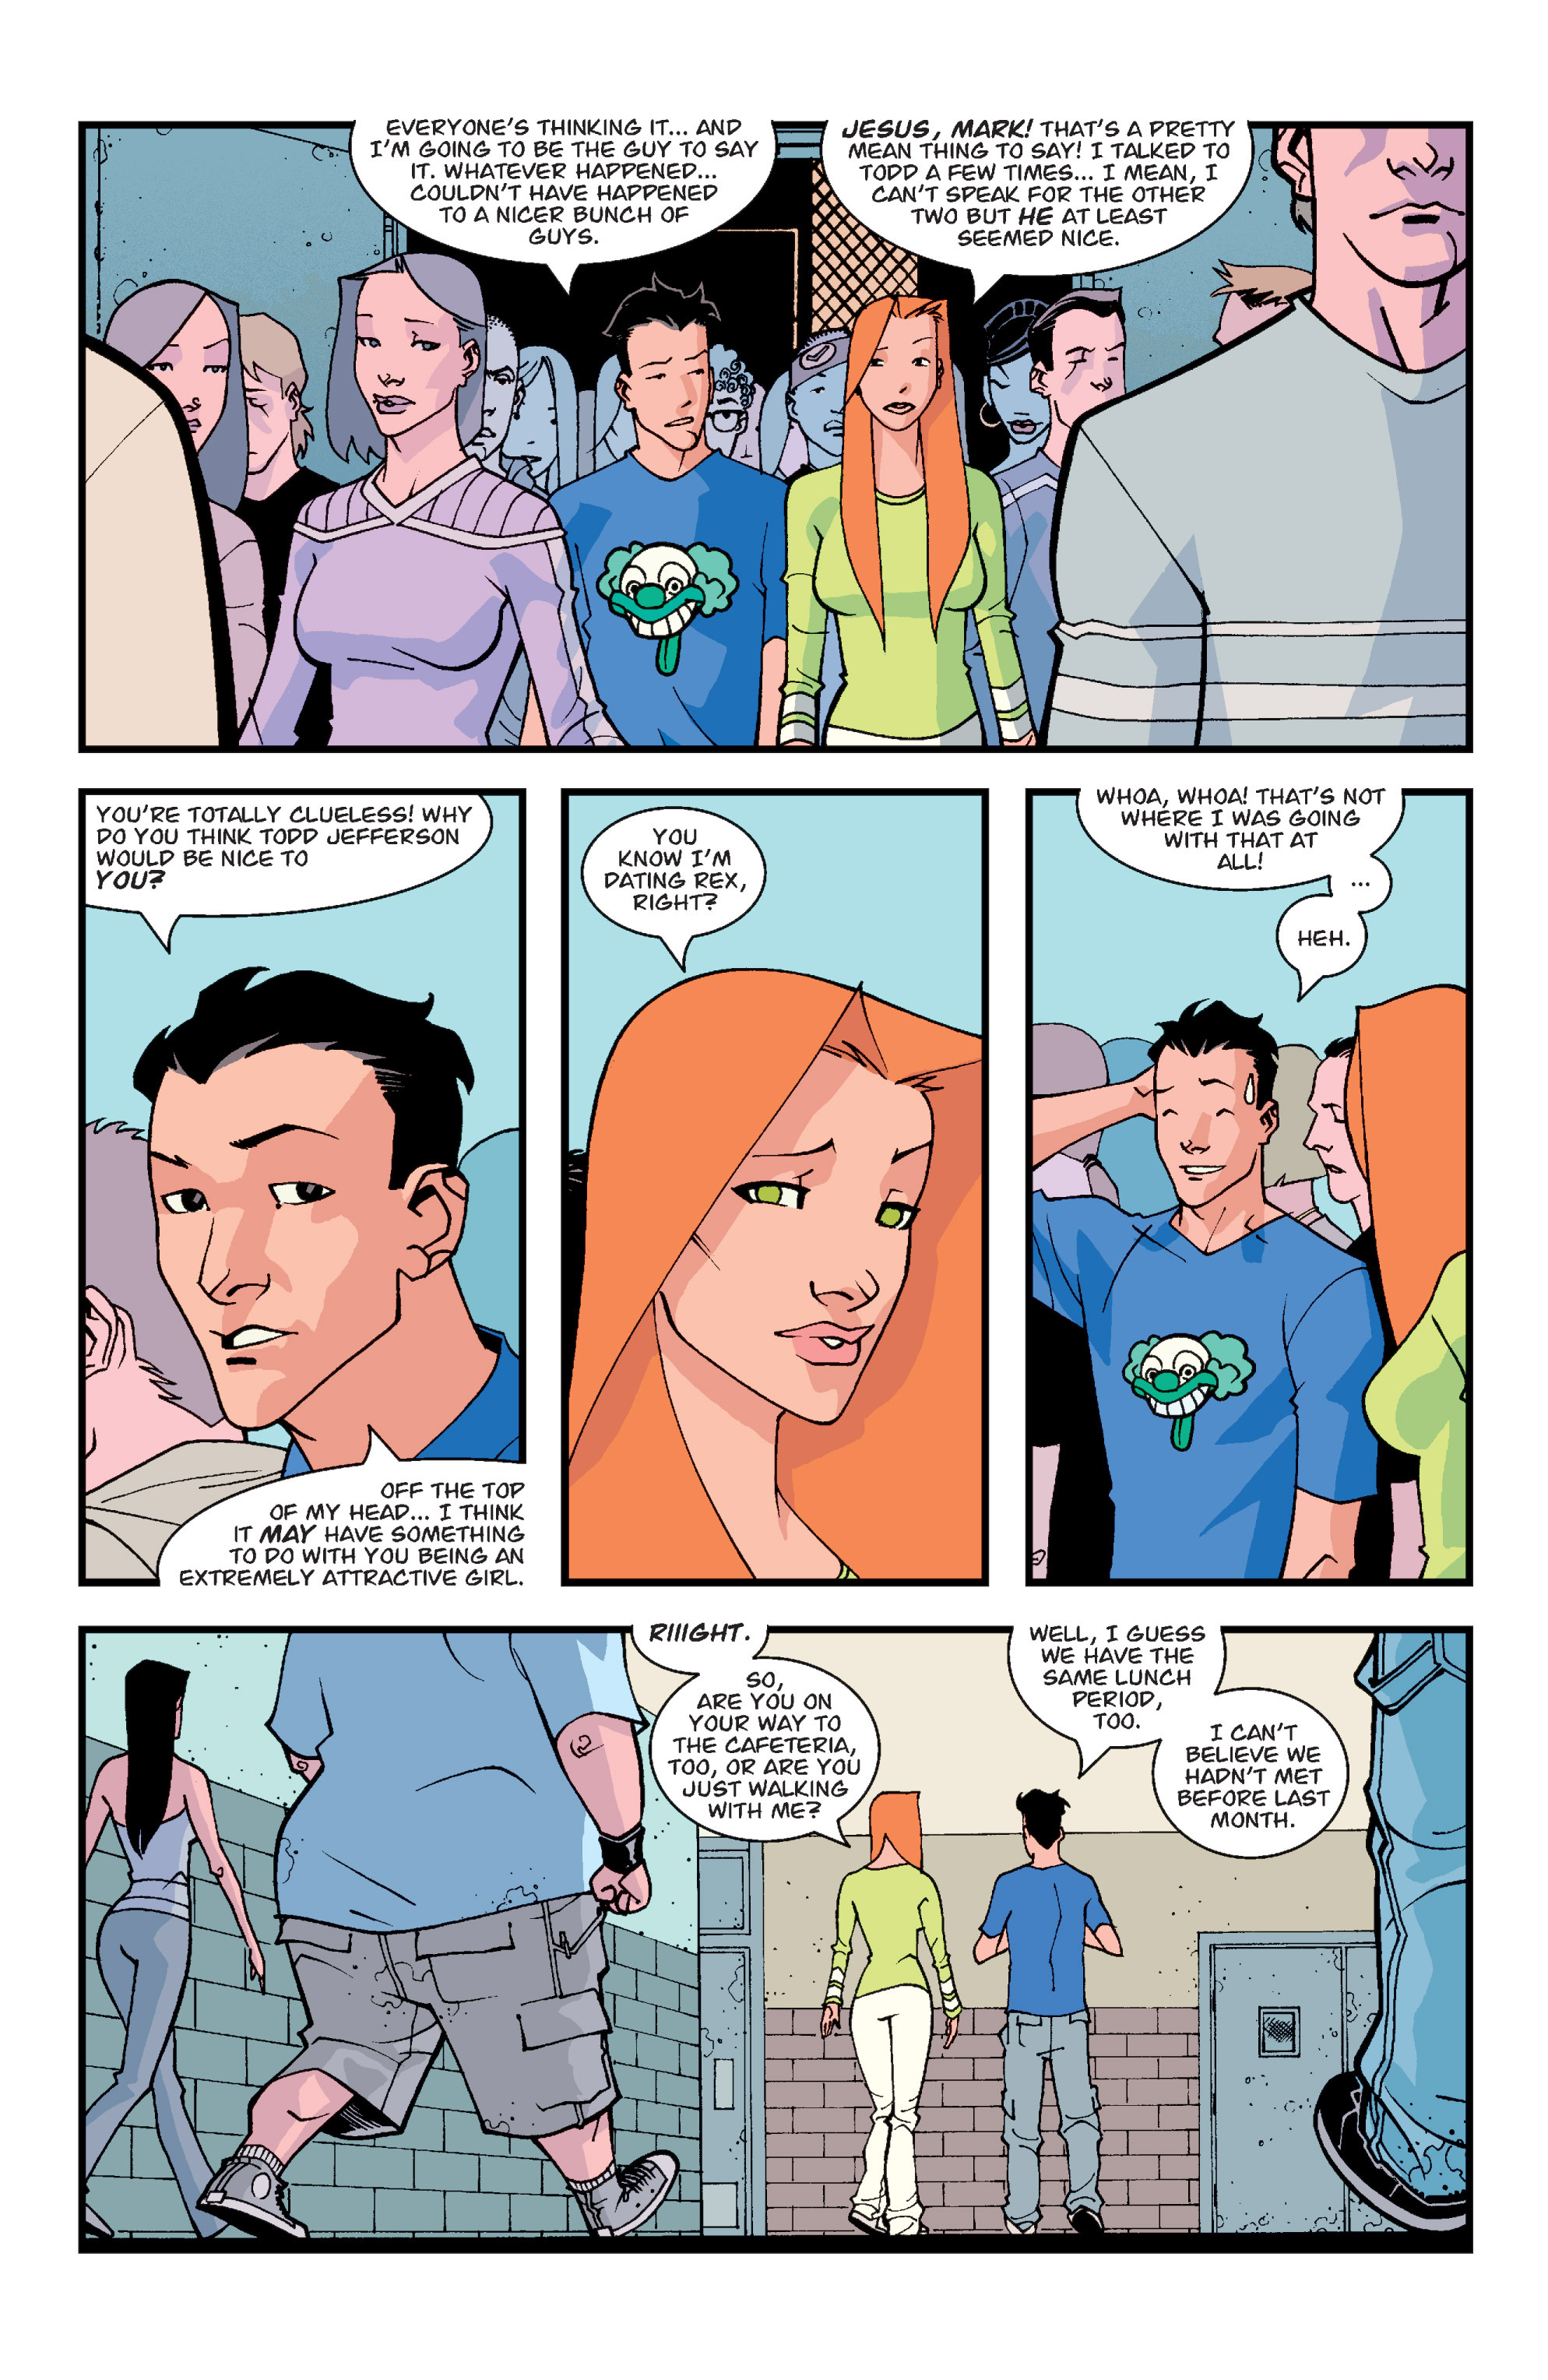 EVERYONE'S THINKING IT... AND
I'M GOING TO BE THE GUY TO SAY
IT. WHATEVER HAPPENED...
COULDN'T HAVE HAPPENED
TO A NICER BUNCH OF
GUYS.
JESUS, MARK! THAT'S A PRETTY
MEAN THING TO SAY! I TALKED TO
TODD A FEW TIMES... I MEAN, I
CAN'T SPEAK FOR THE OTHER
TWO BUT HE AT LEAST
SEEMED NICE.
YOU'RE TOTALLY CLUELESS! WHY
DO YOU THINK TODD JEFFERSON
WOULD BE NICE TO
YOU?
OFF THE TOP
OF MY HEAD... I THINK
IT MAY HAVE SOMETHING
TO DO WITH YOU BEING AN
EXTREMELY ATTRACTIVE GIRL.
YOU
KNOW I'M
DATING REX,
RIGHT?
WHOA, WHOA! THAT'S NOT
WHERE I WAS GOING
WITH THAT AT
ALL!
...
HEH.
RIIIGHT.
SO,
ARE YOU ON
YOUR WAY TO
THE CAFETERIA,
TOO, OR ARE YOU
JUST WALKING
WITH ME?
WELL, I GUESS
WE HAVE THE
SAME LUNCH
PERIOD,
TOO.
I CAN'T
BELIEVE WE
HADN'T MET
BEFORE LAST
MONTH.